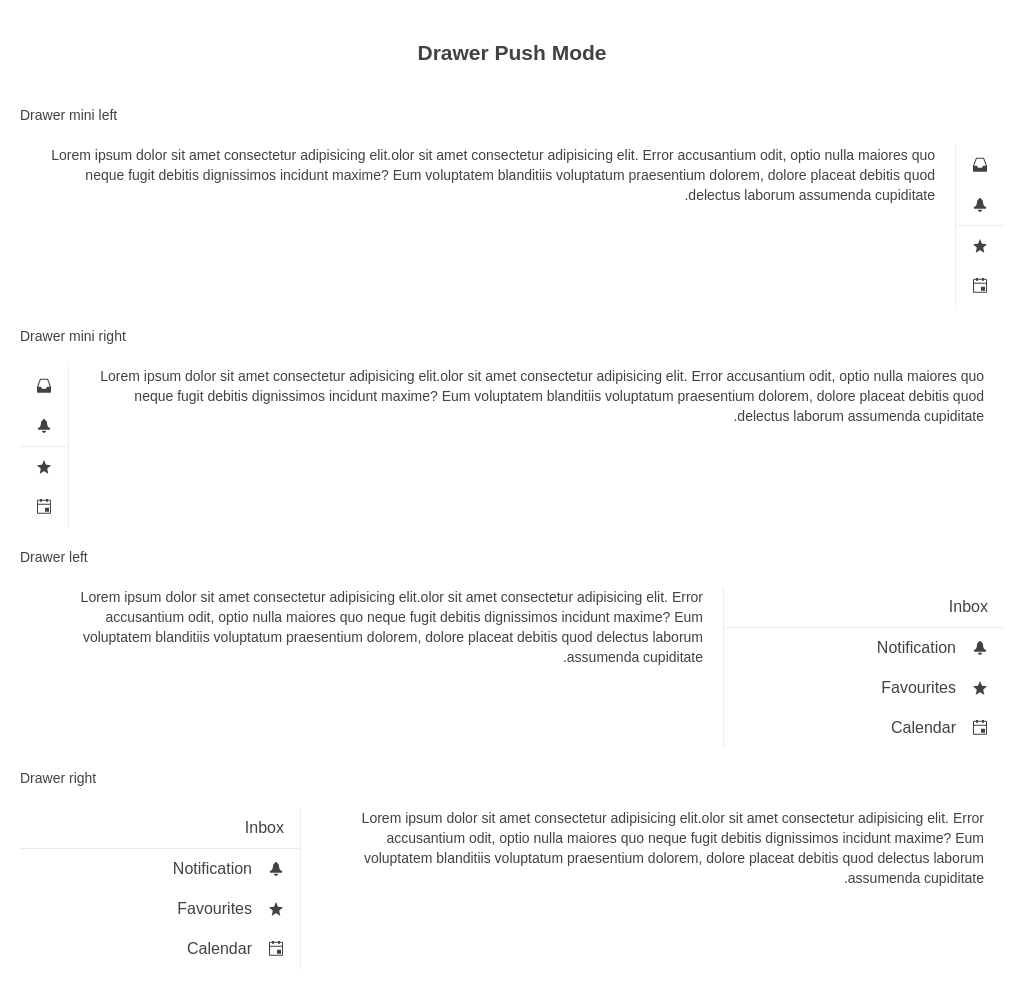 Drawer Push Mode
Drawer mini left
Lorem ipsum dolor sit amet consectetur adipisicing elit.olor sit amet consectetur adipisicing elit. Error accusantium odit, optio nulla maiores quo
neque fugit debitis dignissimos incidunt maxime? Eum voluptatem blanditiis voluptatum praesentium dolorem, dolore placeat debitis quod
.delectus laborum assumenda cupiditate
Drawer mini right
Lorem ipsum dolor sit amet consectetur adipisicing elit.olor sit amet consectetur adipisicing elit. Error accusantium odit, optio nulla maiores quo
neque fugit debitis dignissimos incidunt maxime? Eum voluptatem blanditiis voluptatum praesentium dolorem, dolore placeat debitis quod
.delectus laborum assumenda cupiditate
Drawer left
Lorem ipsum dolor sit amet consectetur adipisicing elit.olor sit amet consectetur adipisicing elit. Error
accusantium odit, optio nulla maiores quo neque fugit debitis dignissimos incidunt maxime? Eum
voluptatem blanditiis voluptatum praesentium dolorem, dolore placeat debitis quod delectus laborum
.assumenda cupiditate
Inbox
Notification
Favourites
Calendar
Drawer right
Inbox
Notification
Favourites
Calendar
Lorem ipsum dolor sit amet consectetur adipisicing elit.olor sit amet consectetur adipisicing elit. Error
accusantium odit, optio nulla maiores quo neque fugit debitis dignissimos incidunt maxime? Eum
voluptatem blanditiis voluptatum praesentium dolorem, dolore placeat debitis quod delectus laborum
.assumenda cupiditate